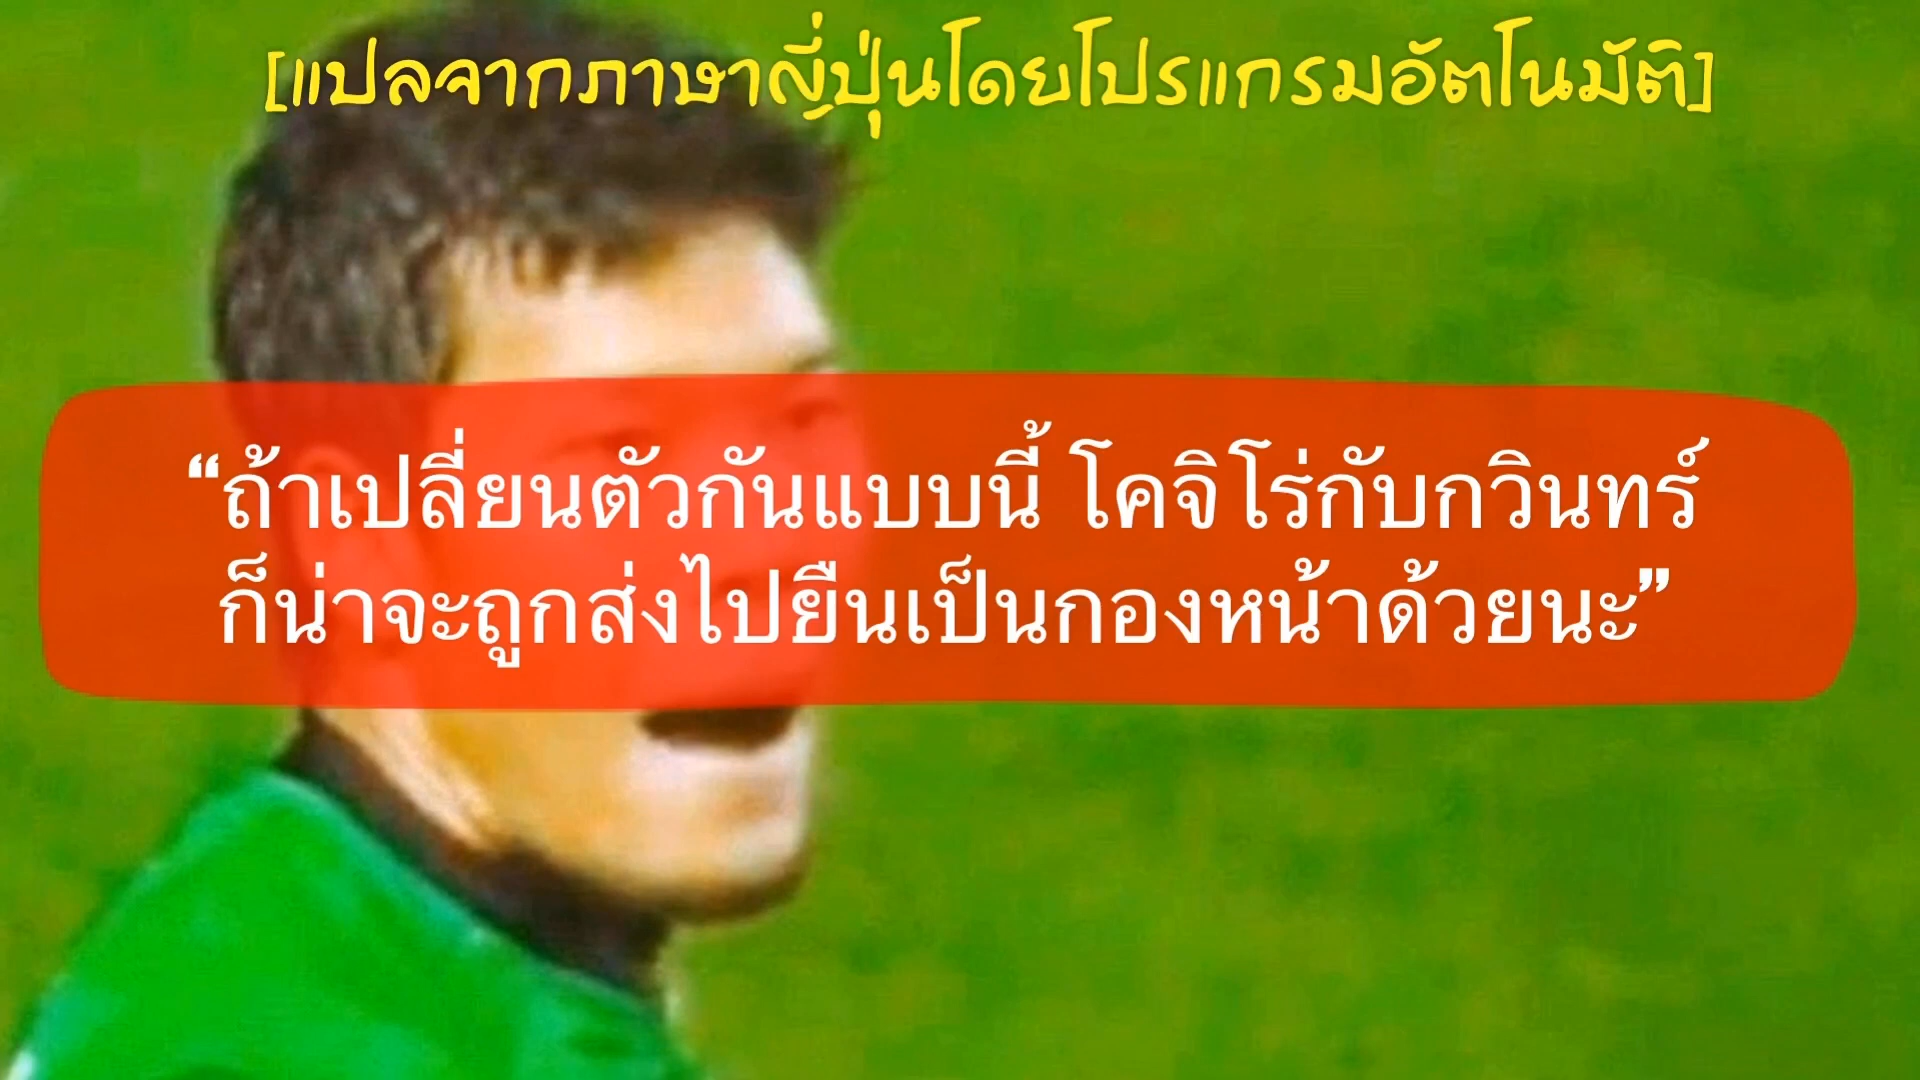 [แปลจากภาษาญี่ปุ่นโดยโปรแกรมอัตโนมัติ]
“ถ้าเปลี่ยนตัวกันแบบนี้ โคจิโร่กับกวินทร์
ก็น่าจะถูกส่งไปยืนเป็นกองหน้าด้วยนะ”